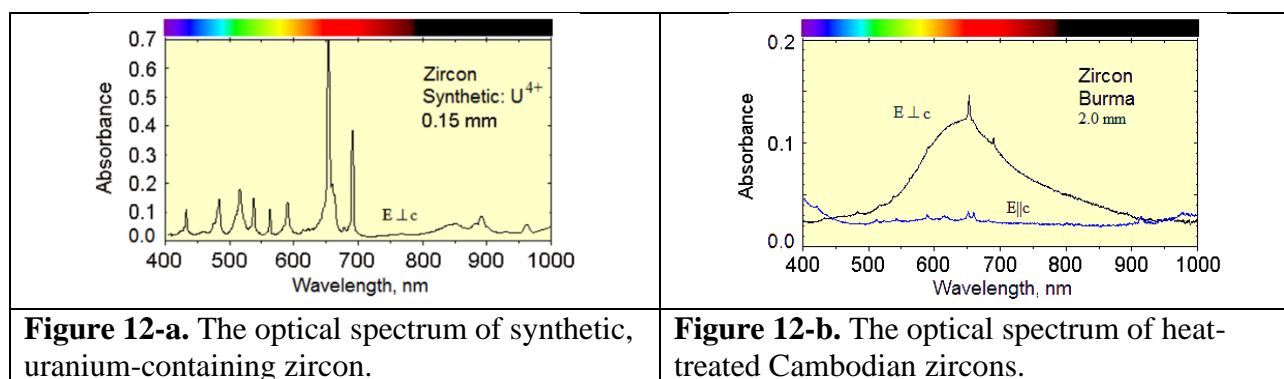 0.7
0.6
0.5
0.4
0.3
0.2
0.1
0.0
Absorbance
Zircon
Synthetic: U4+
0.15 mm
E ⊥ c
400 500 600 700 800 900 1000
Wavelength, nm
0.2
0.1
0.0
Absorbance
E ⊥ c
Zircon
Burma
2.0 mm
E||c
400 500 600 700 800 900 1000
Wavelength, nm
Figure 12-a. The optical spectrum of synthetic,
uranium-containing zircon.
Figure 12-b. The optical spectrum of heat-
treated Cambodian zircons.